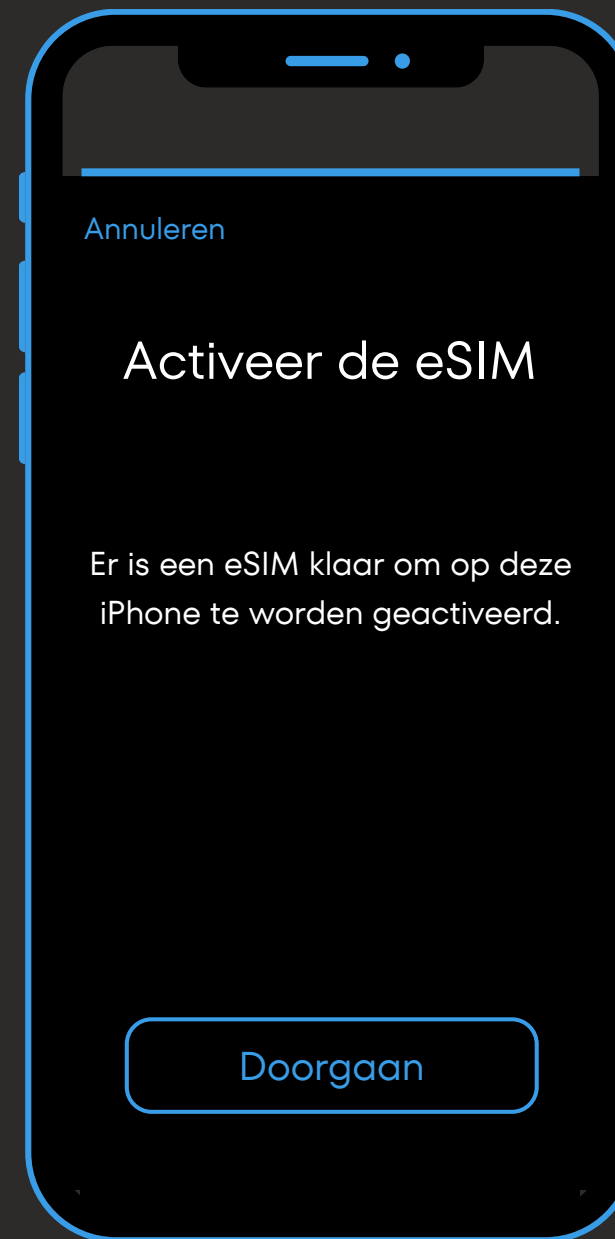 Annuleren
Activeer de eSIM
Er is een eSIM klaar om op deze
iPhone te worden geactiveerd.
Doorgaan